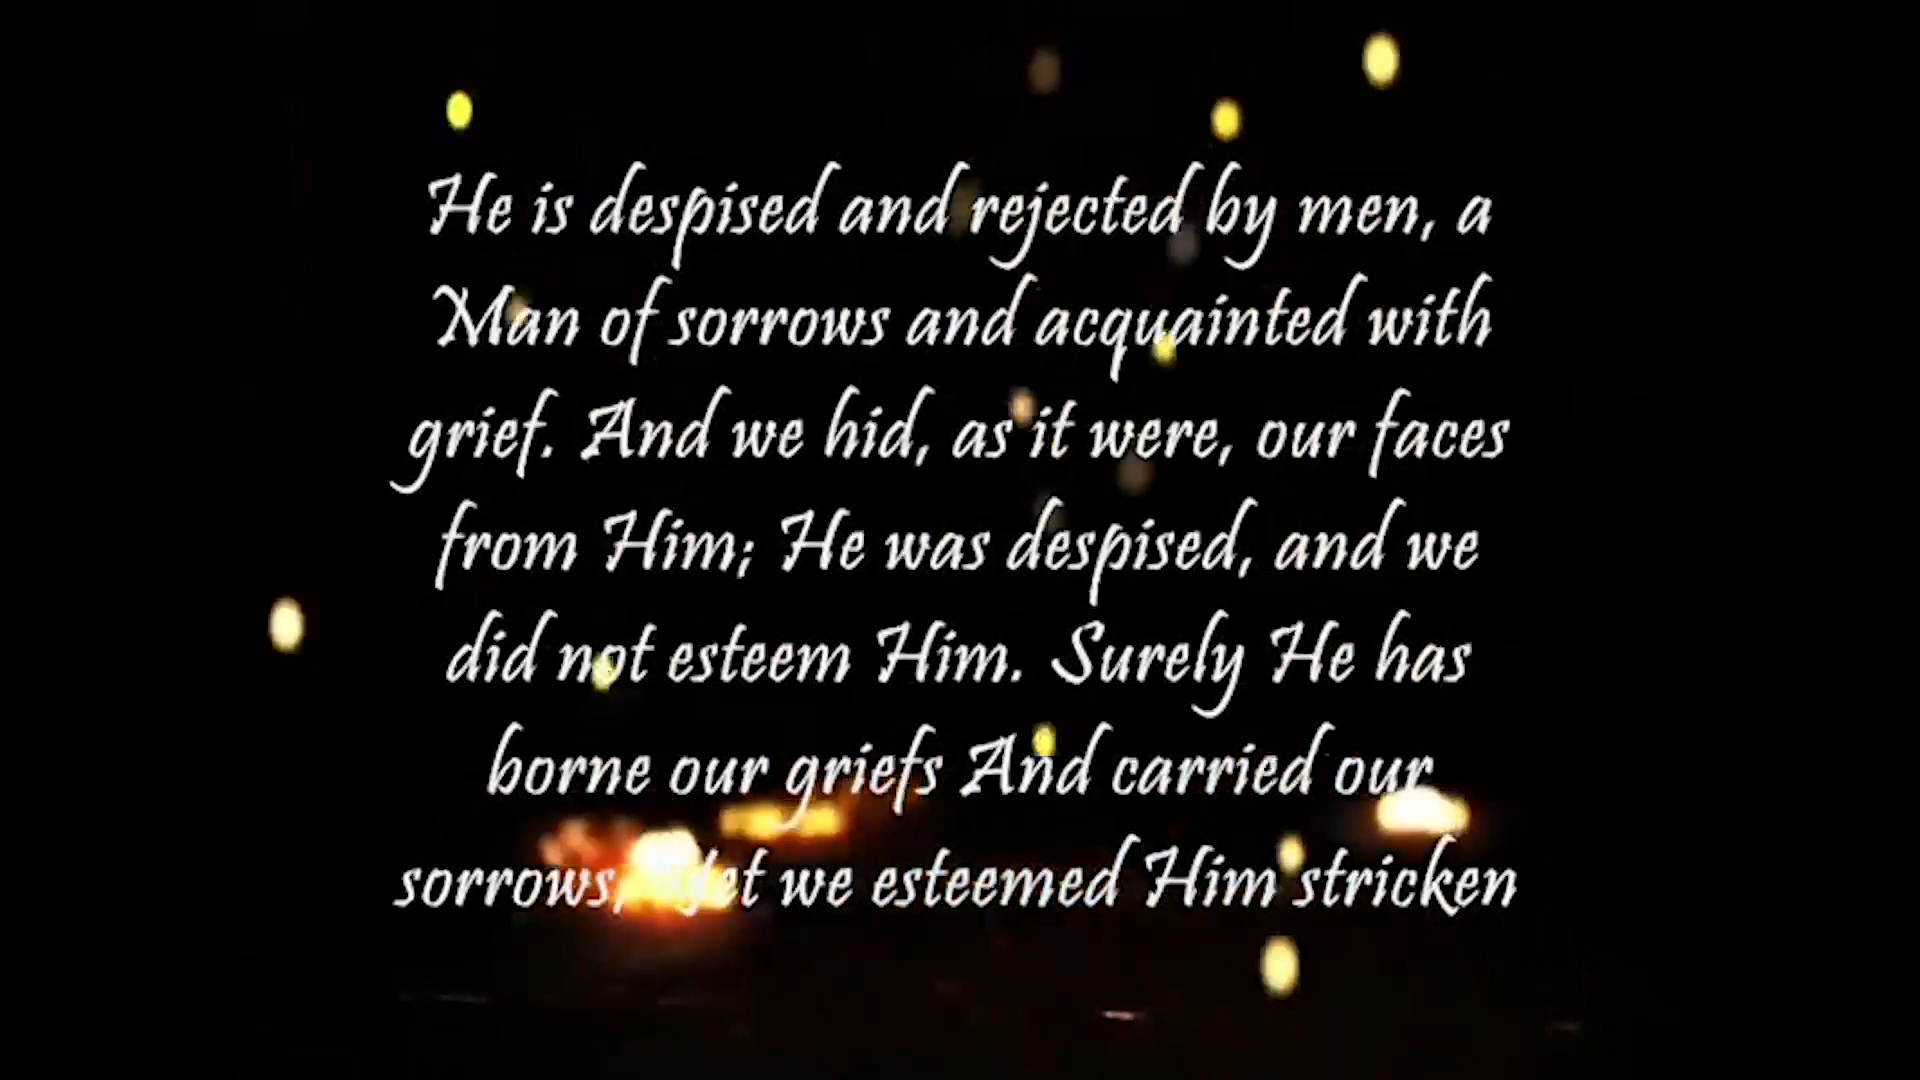 He is despised and rejected by men, a
Man of sorrows and acquainted with
grief. And we hid, as it were, our faces
from Him; He was despised, and we
did not esteem Him. Surely He has
borne our griefs And carried our
sorrows; Yet we esteemed Him stricken